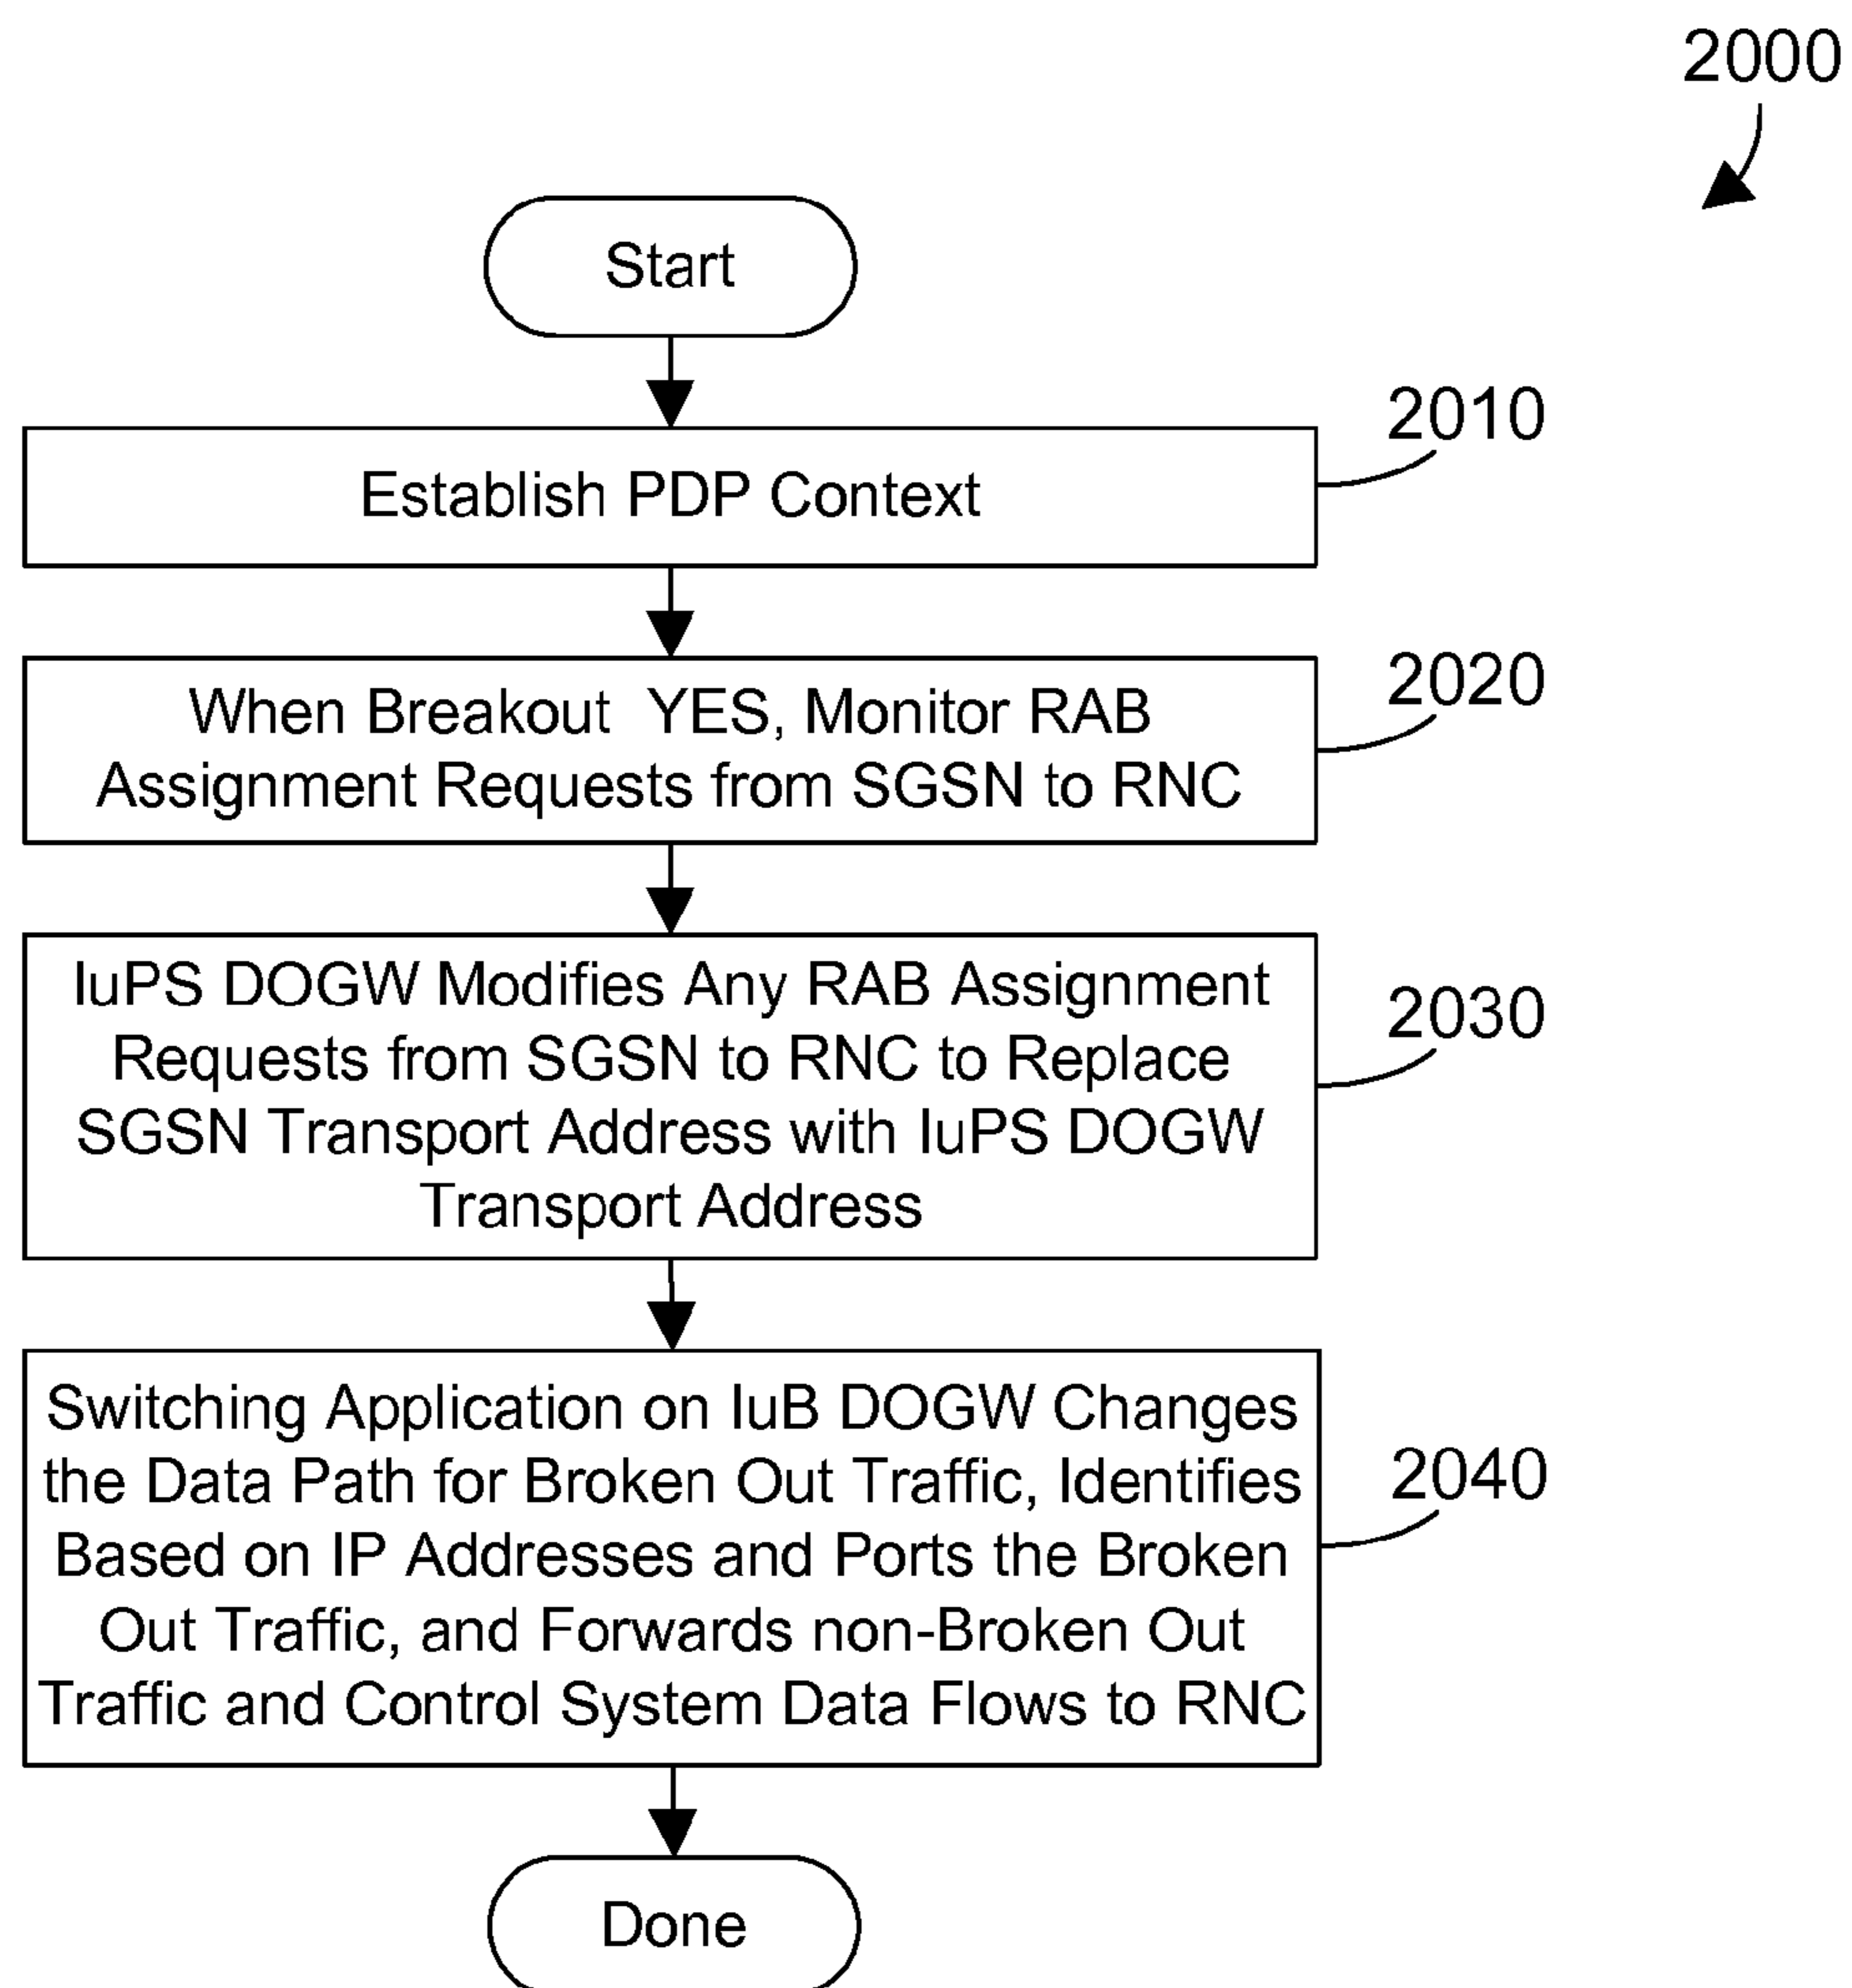 2000
Start
2010
Establish PDP Context
2020
When Breakout YES, Monitor RAB
Assignment Requests from SGSN to RNC
2030
IuPS DOGW Modifies Any RAB Assignment
Requests from SGSN to RNC to Replace
SGSN Transport Address with IuPS DOGW
Transport Address
2040
Switching Application on IuB DOGW Changes
the Data Path for Broken Out Traffic, Identifies
Based on IP Addresses and Ports the Broken
Out Traffic, and Forwards non-Broken Out
Traffic and Control System Data Flows to RNC
Done